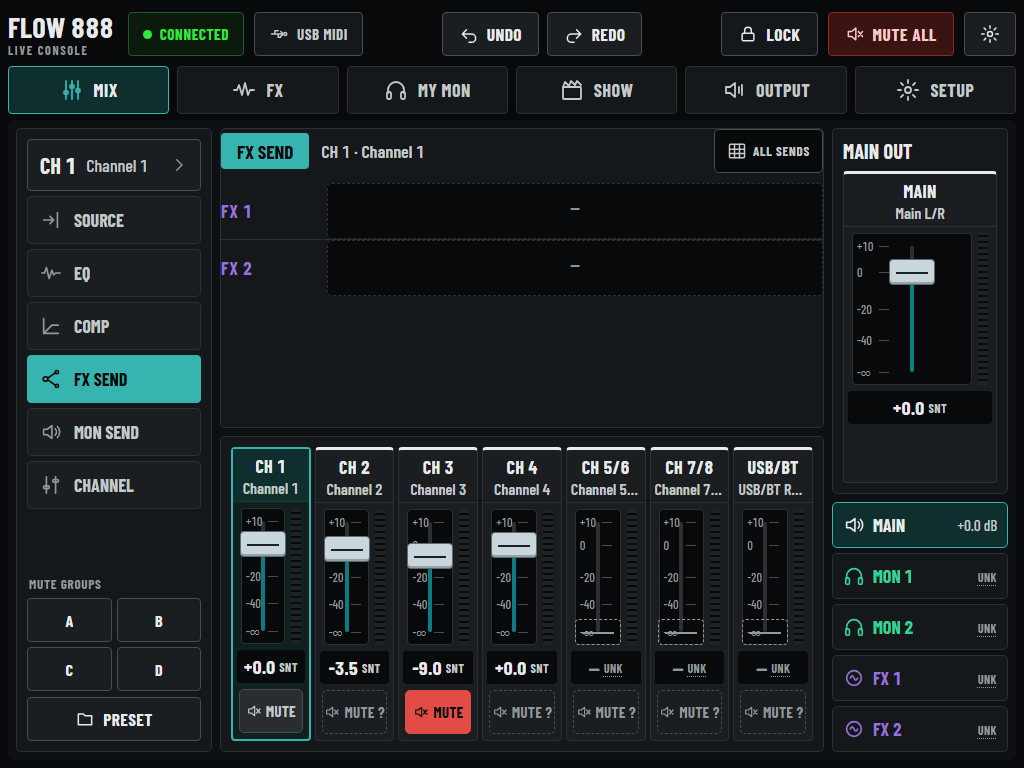 FLOW 888
LIVE CONSOLE
CONNECTED
USB MIDI
UNDO
REDO
LOCK
MUTE ALL
MIX
FX
MY MON
SHOW
OUTPUT
SETUP
CH 1 Channel 1
SOURCE
EQ
COMP
FX SEND
MON SEND
CHANNEL
MUTE GROUPS
A
B
C
D
PRESET
FX SEND
CH 1 · Channel 1
ALL SENDS
FX 1
—
FX 2
—
CH 1
Channel 1
+10
-20
-40
-∞
+0.0 SNT
MUTE
CH 2
Channel 2
+10
-20
-40
-∞
-3.5 SNT
MUTE ?
CH 3
Channel 3
+10
0
-20
-40
-∞
-9.0 SNT
MUTE
CH 4
Channel 4
+10
-20
-40
-∞
+0.0 SNT
MUTE ?
CH 5/6
Channel 5...
+10
0
-20
-40
-∞
— UNK
MUTE ?
CH 7/8
Channel 7...
+10
0
-20
-40
-∞
— UNK
MUTE ?
USB/BT
USB/BT R...
+10
0
-20
-40
-∞
— UNK
MUTE ?
MAIN OUT
MAIN
Main L/R
+10
0
-20
-40
-∞
+0.0 SNT
MAIN +0.0 dB
MON 1 UNK
MON 2 UNK
FX 1 UNK
FX 2 UNK